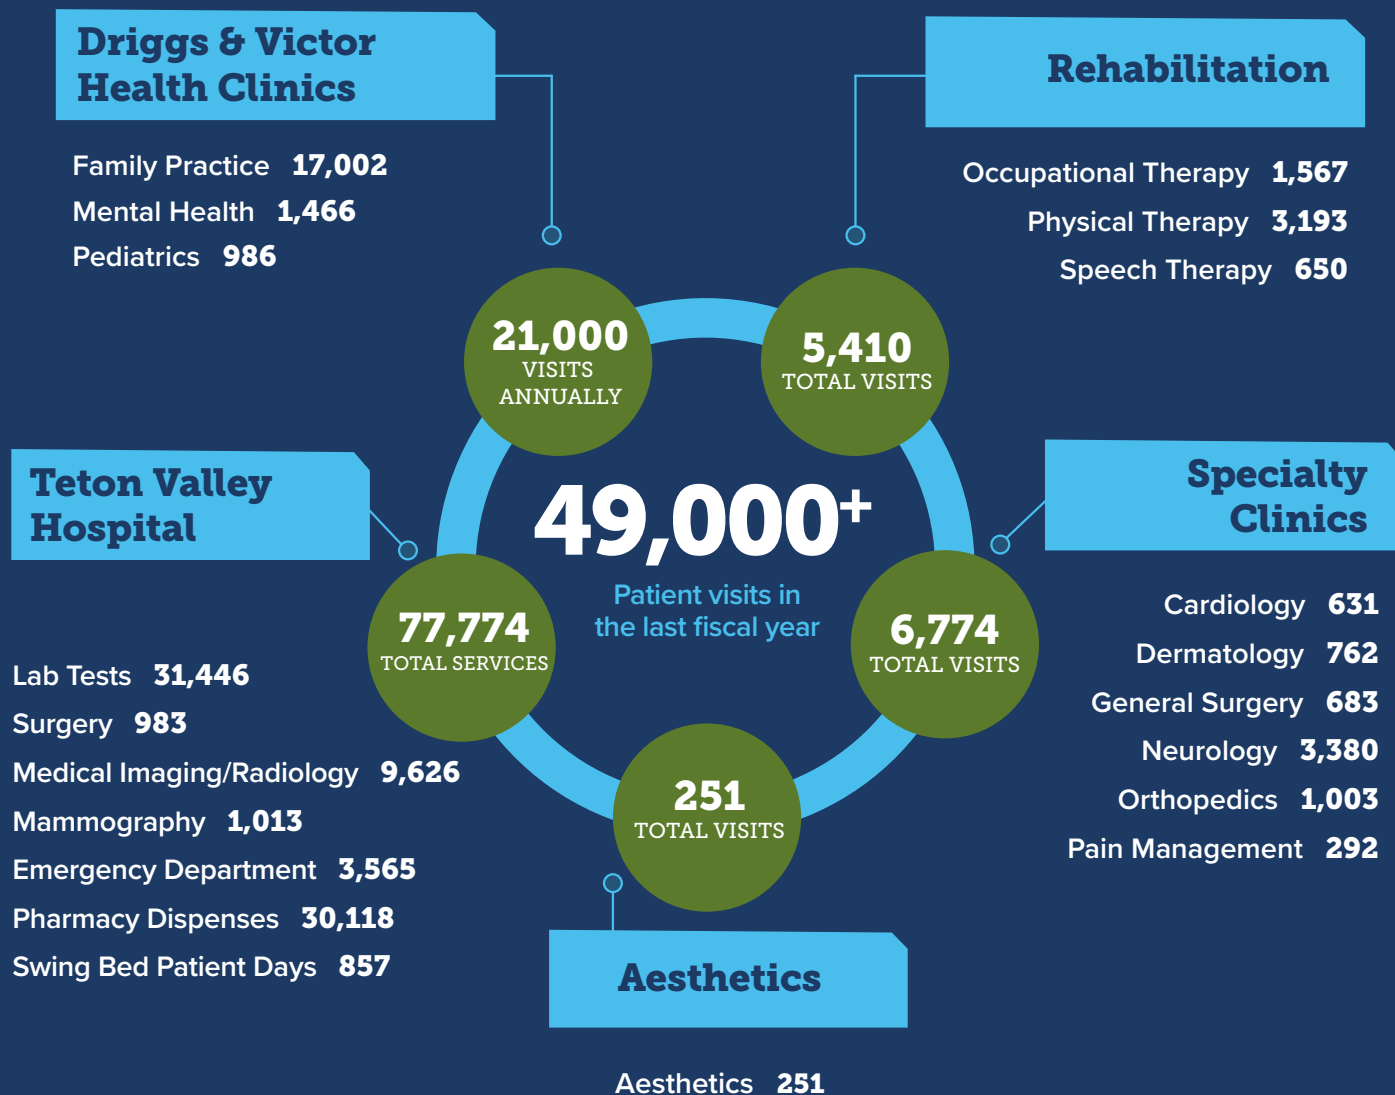 Driggs & Victor
Health Clinics
Family Practice 17,002
Mental Health 1,466
Pediatrics 986
Rehabilitation
Occupational Therapy 1,567
Physical Therapy 3,193
Speech Therapy 650
21,000
VISITS
ANNUALLY
5,410
TOTAL VISITS
49,000+
Patient visits in
the last fiscal year
Teton Valley
Hospital
77,774
TOTAL SERVICES
Lab Tests 31,446
Surgery 983
Medical Imaging/Radiology 9,626
Mammography 1,013
Emergency Department 3,565
Pharmacy Dispenses 30,118
Swing Bed Patient Days 857
Specialty
Clinics
6,774
TOTAL VISITS
Cardiology 631
Dermatology 762
General Surgery 683
Neurology 3,380
Orthopedics 1,003
Pain Management 292
251
TOTAL VISITS
Aesthetics
Aesthetics 251